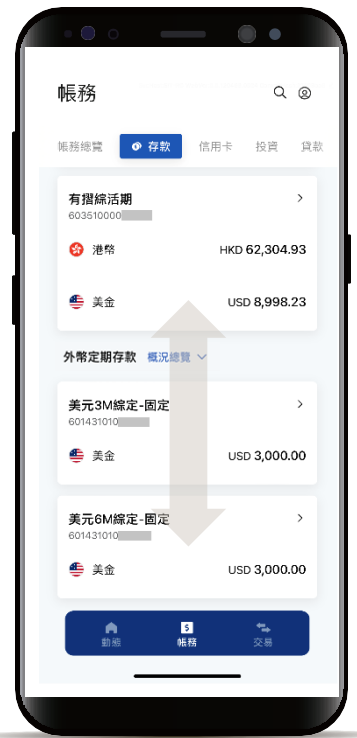 帳務
帳務總覽 存款 信用卡 投資 貸款
有摺綜活期
603510000
港幣 HKD 62,304.93
美金 USD 8,998.23
外幣定期存款 概況總覽
美元3M綜定-固定
601431010
美金 USD 3,000.00
美元6M綜定-固定
601431010
美金 USD 3,000.00
動態 帳務 交易